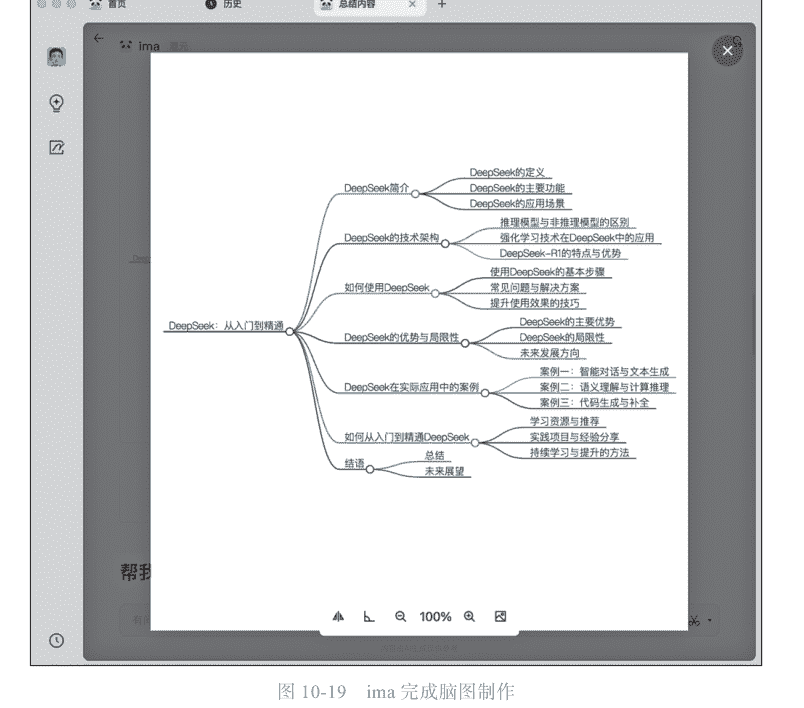 首页
历史
总结内容
ima
DeepSeek：从入门到精通
DeepSeek简介
DeepSeek的定义
DeepSeek的主要功能
DeepSeek的应用场景
DeepSeek的技术架构
推理模型与非推理模型的区别
强化学习技术在DeepSeek中的应用
DeepSeek-R1的特点与优势
如何使用DeepSeek
使用DeepSeek的基本步骤
常见问题与解决方案
提升使用效果的技巧
DeepSeek的优势与局限性
DeepSeek的主要优势
DeepSeek的局限性
未来发展方向
DeepSeek在实际应用中的案例
案例一：智能对话与文本生成
案例二：语义理解与计算推理
案例三：代码生成与补全
如何从入门到精通DeepSeek
学习资源与推荐
实践项目与经验分享
持续学习与提升的方法
结语
总结
未来展望
帮我
100%
图 10-19 ima 完成脑图制作